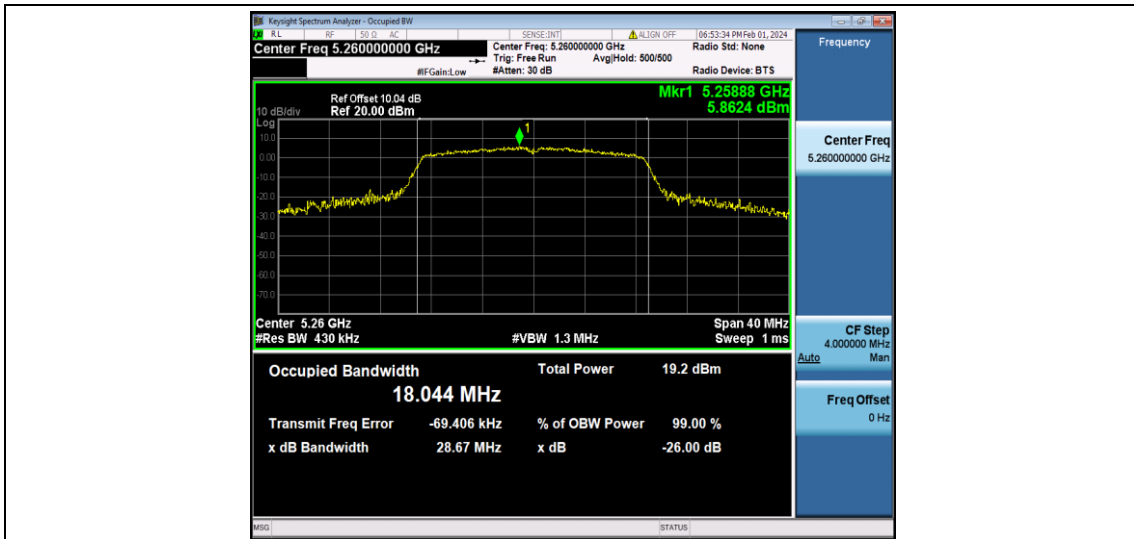 Keysight Spectrum Analyzer - Occupied BW
LXI RL RF 50 Ω AC SENSE:INT ALIGN OFF 06:53:34 PM Feb 01, 2024
Center Freq 5.260000000 GHz Center Freq: 5.260000000 GHz Radio Std: None
Trig: Free Run Avg|Hold: 500/500
#IFGain:Low #Atten: 30 dB Radio Device: BTS
Frequency
Mkr1 5.25888 GHz
5.8624 dBm
Ref Offset 10.04 dB
10 dB/div Ref 20.00 dBm
Log
1
10.0
0.00
-10.0
-20.0
-30.0
-40.0
-50.0
-60.0
-70.0
Center 5.26 GHz Span 40 MHz
#Res BW 430 kHz #VBW 1.3 MHz Sweep 1 ms
Occupied Bandwidth Total Power 19.2 dBm
18.044 MHz
Transmit Freq Error -69.406 kHz % of OBW Power 99.00 %
x dB Bandwidth 28.67 MHz x dB -26.00 dB
Center Freq
5.260000000 GHz
CF Step
4.000000 MHz
Auto Man
Freq Offset
0 Hz
MSG STATUS